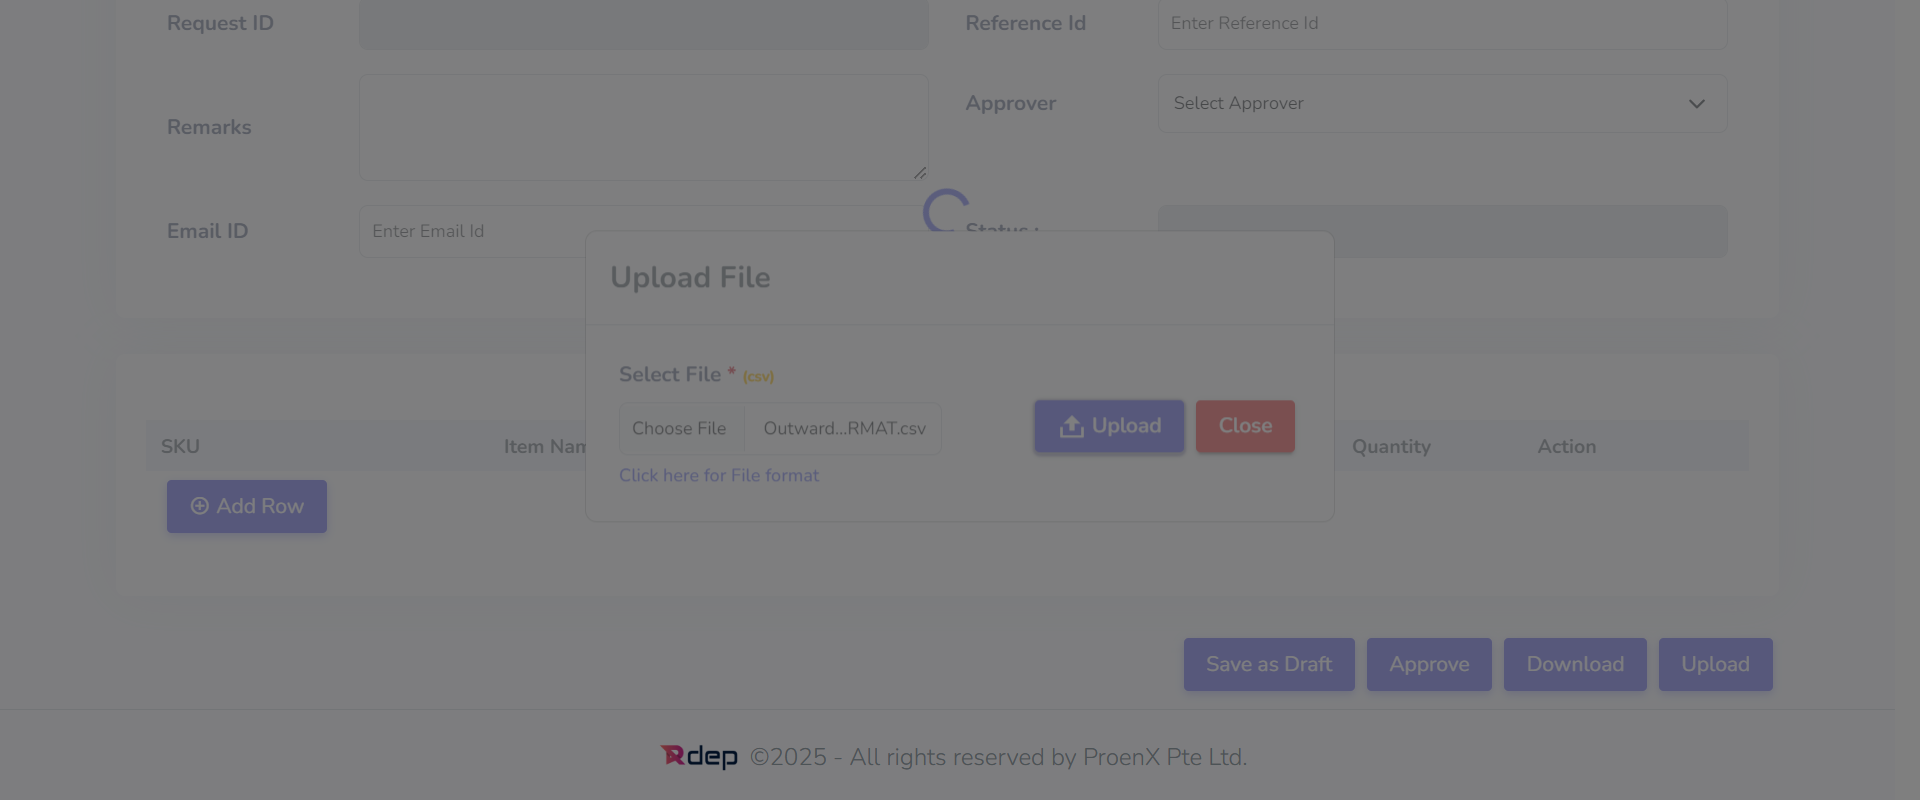 Request ID
Reference Id
Enter Reference Id
Remarks
Approver
Select Approver
Email ID
Enter Email Id
Status :
Upload File
Select File * (csv)
Choose File
Outward...RMAT.csv
Upload
Close
Click here for File format
SKU
Item Nam
Quantity
Action
Add Row
Save as Draft
Approve
Download
Upload
Rdep ©2025 - All rights reserved by ProenX Pte Ltd.